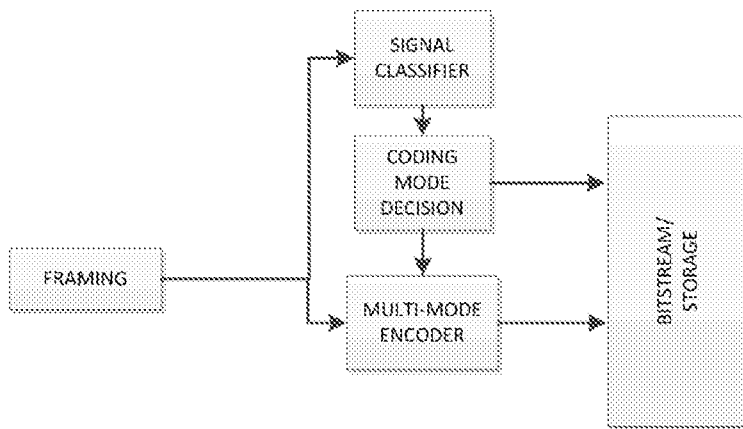 SIGNAL
CLASSIFIER
CODING
MODE
DECISION
FRAMING
MULTI-MODE
ENCODER
BITSTREAM/
STORAGE